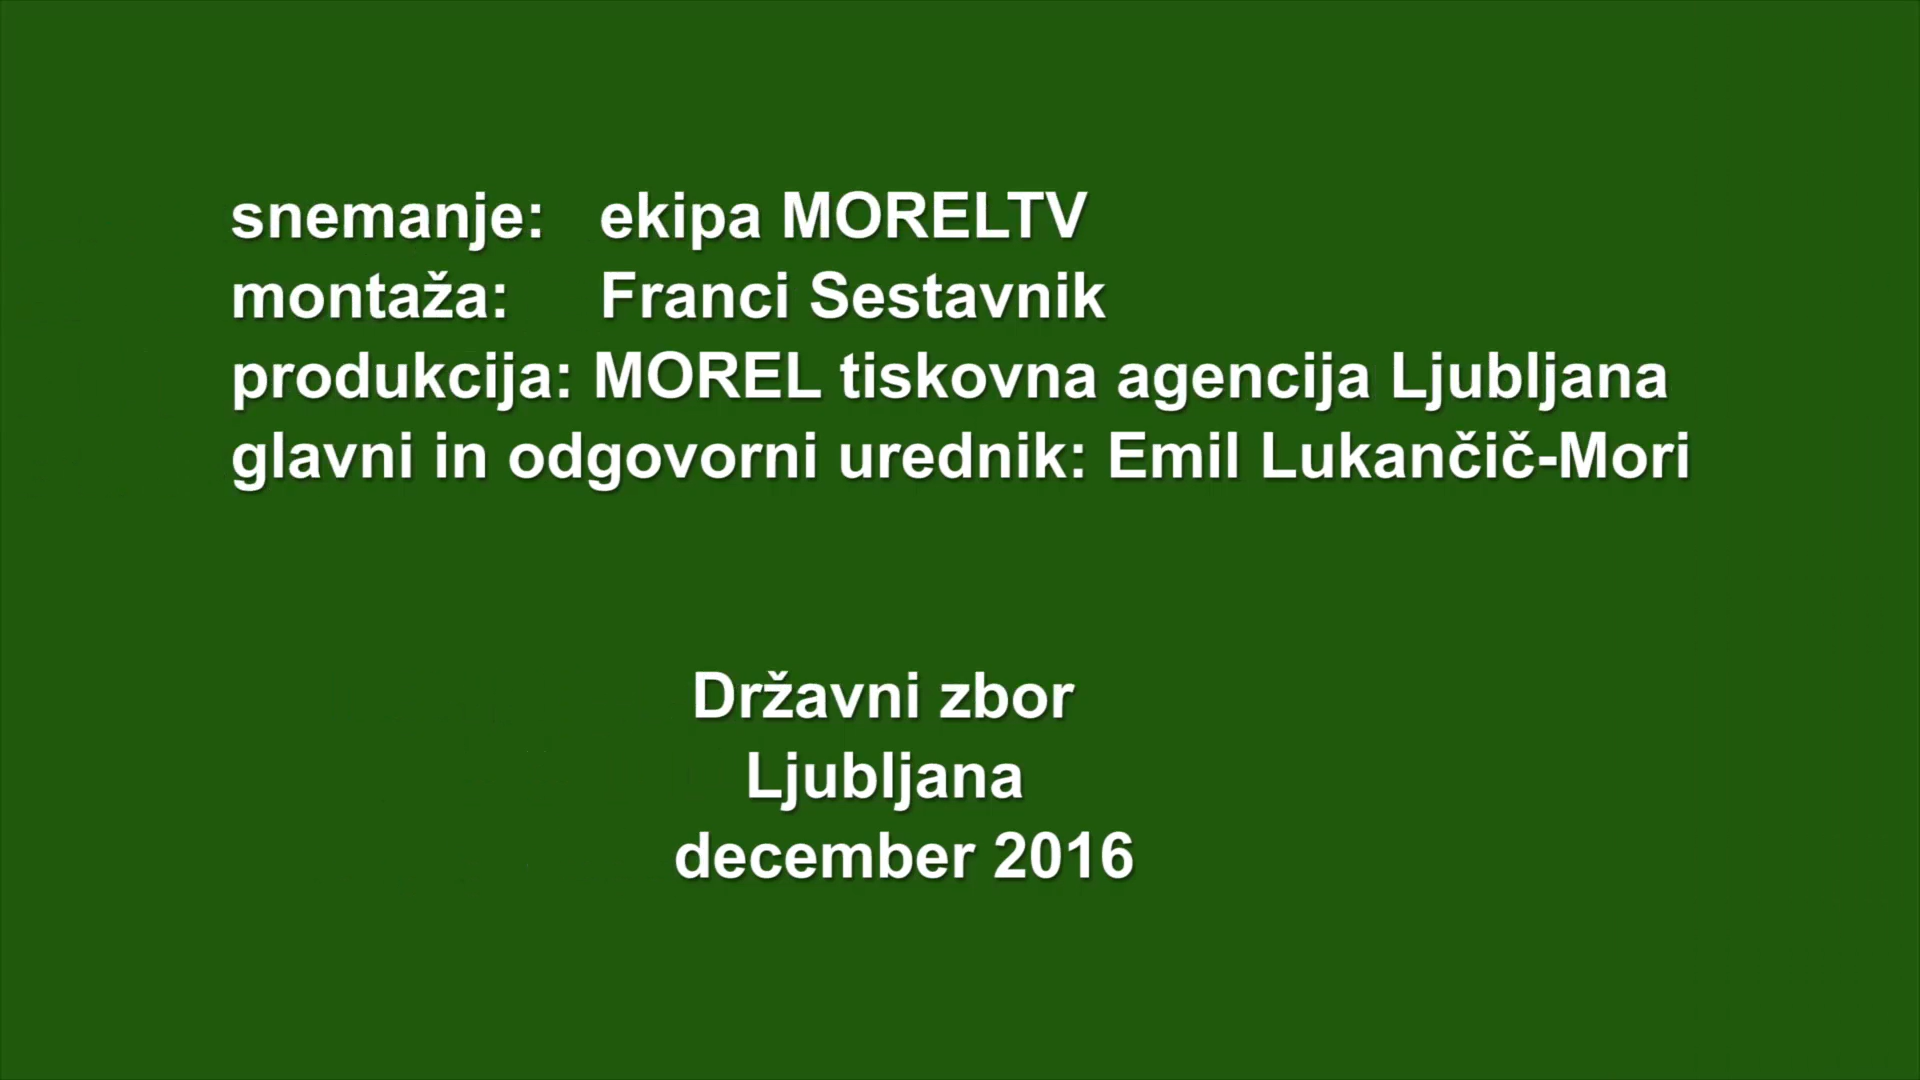 snemanje: ekipa MORELTV
montaža: Franci Sestavnik
produkcija: MOREL tiskovna agencija Ljubljana
glavni in odgovorni urednik: Emil Lukančič-Mori
Državni zbor
Ljubljana
december 2016